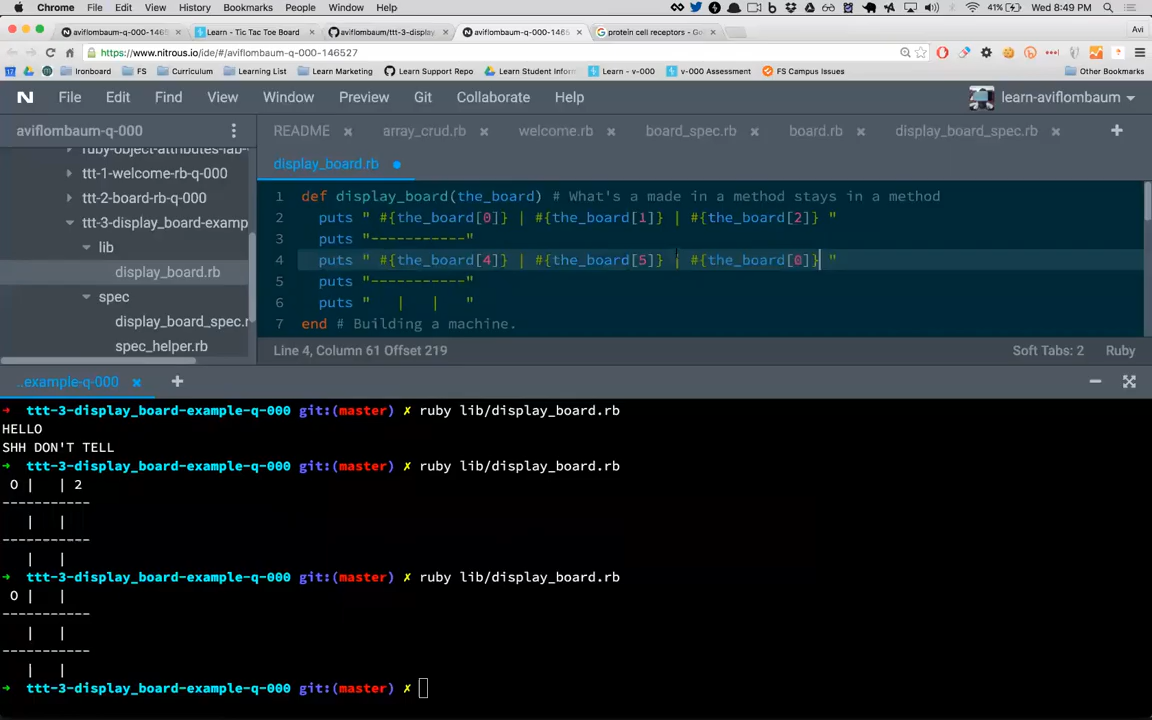 Chrome File Edit View History Bookmarks People Window Help 41% Wed 8:49 PM
aviflombaum-q-000-1465 Learn - Tic Tac Toe Board aviflombaum/ttt-3-display aviflombaum-q-000-1465 protein cell receptors - Go Avi
https://www.nitrous.io/ide/#/aviflombaum-q-000-146527
Ironboard FS Curriculum Learning List Learn Marketing Learn Support Repo Learn Student Inform Learn - v-000 v-000 Assessment FS Campus Issues Other Bookmarks
N File Edit Find View Window Preview Git Collaborate Help learn-aviflombaum
aviflombaum-q-000 README array_crud.rb welcome.rb board_spec.rb board.rb display_board_spec.rb
ruby-object-attributes-lab- display_board.rb
ttt-1-welcome-rb-q-000
ttt-2-board-rb-q-000
ttt-3-display_board-examp
lib
display_board.rb
spec
display_board_spec.r
spec_helper.rb
1 def display_board(the_board) # What's a made in a method stays in a method
2 puts " #{the_board[0]} | #{the_board[1]} | #{the_board[2]} "
3 puts "-----------"
4 puts " #{the_board[4]} | #{the_board[5]} | #{the_board[0]} "
5 puts "-----------"
6 puts "   |   |   "
7 end # Building a machine.
Line 4, Column 61 Offset 219 Soft Tabs: 2 Ruby
..example-q-000
→ ttt-3-display_board-example-q-000 git:(master) ✗ ruby lib/display_board.rb
HELLO
SHH DON'T TELL
→ ttt-3-display_board-example-q-000 git:(master) ✗ ruby lib/display_board.rb
 O |   | 2
-----------
   |   |
-----------
   |   |
→ ttt-3-display_board-example-q-000 git:(master) ✗ ruby lib/display_board.rb
 O |   |
-----------
   |   |
-----------
   |   |
→ ttt-3-display_board-example-q-000 git:(master) ✗